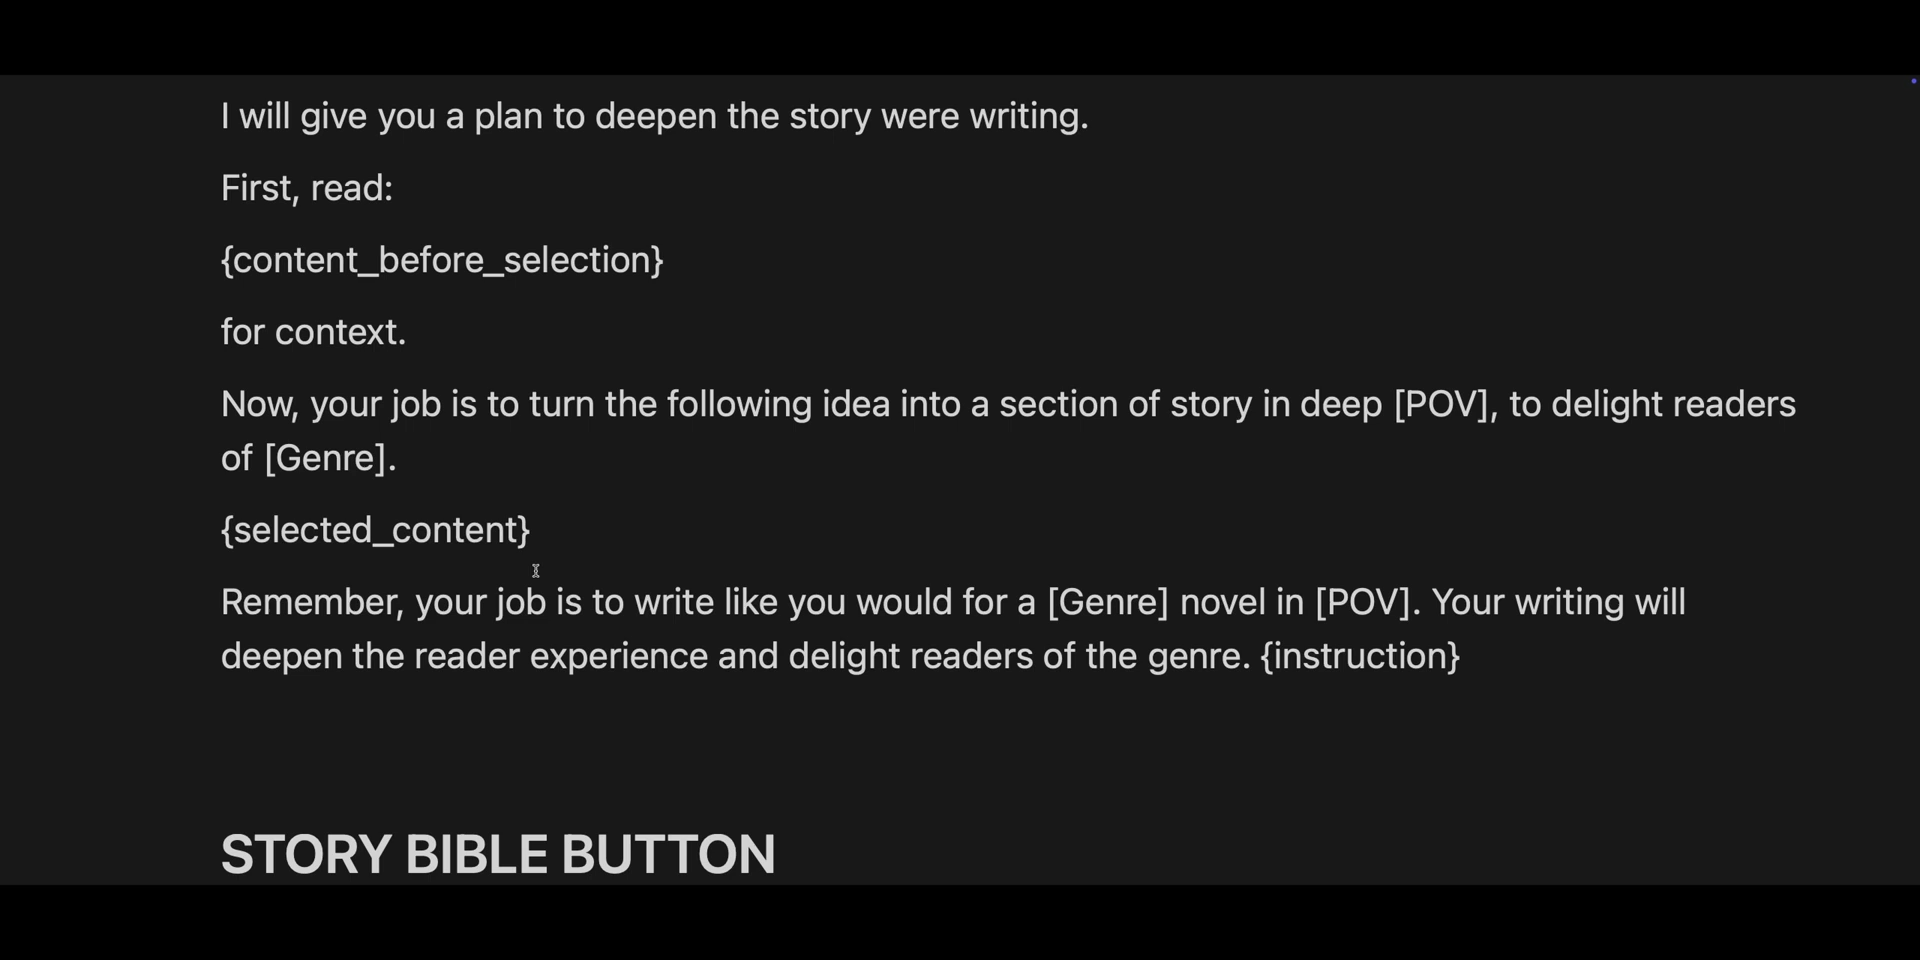 I will give you a plan to deepen the story were writing.
First, read:
{content_before_selection}
for context.
Now, your job is to turn the following idea into a section of story in deep [POV], to delight readers
of [Genre].
{selected_content}
Remember, your job is to write like you would for a [Genre] novel in [POV]. Your writing will
deepen the reader experience and delight readers of the genre. {instruction}
STORY BIBLE BUTTON